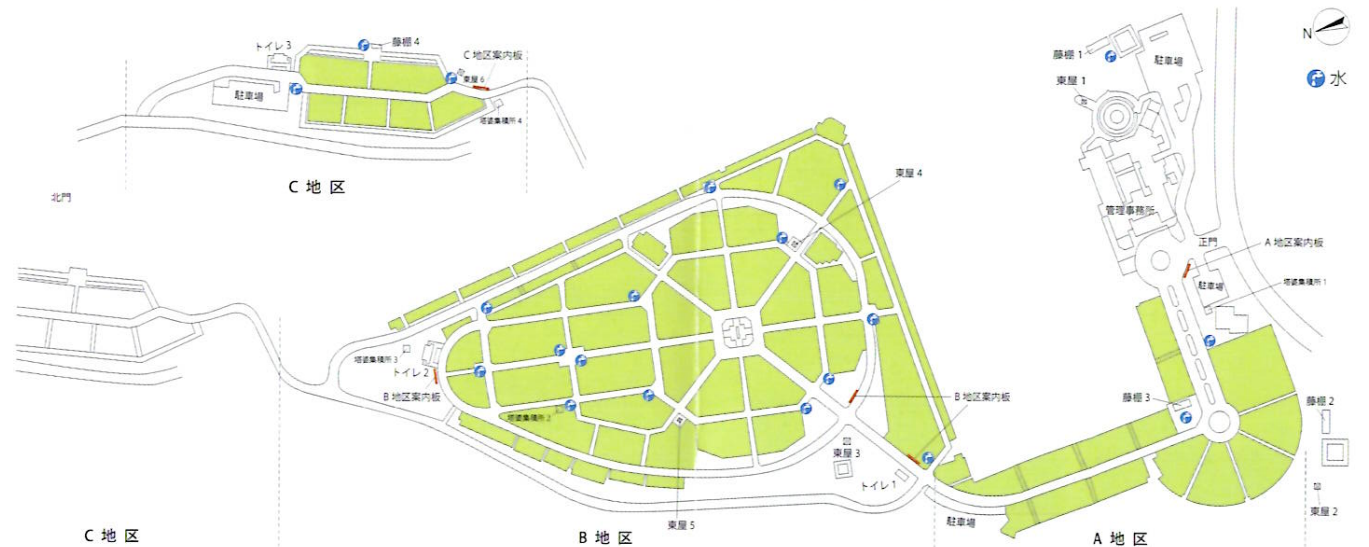 トイレ 3
藤棚 4
C 地区案内板
東屋 6
駐車場
塔婆集積所 4
C 地 区
北門
藤棚 1
駐車場
東屋 1
N
水
管理事務所
正門
A 地区案内板
駐車場
塔婆集積所 1
東屋 4
塔婆集積所 3
トイレ 2
B 地区案内板
塔婆集積所 2
B 地区案内板
藤棚 3
藤棚 2
東屋 3
トイレ 1
駐車場
東屋 5
東屋 2
C 地 区
B 地 区
A 地 区